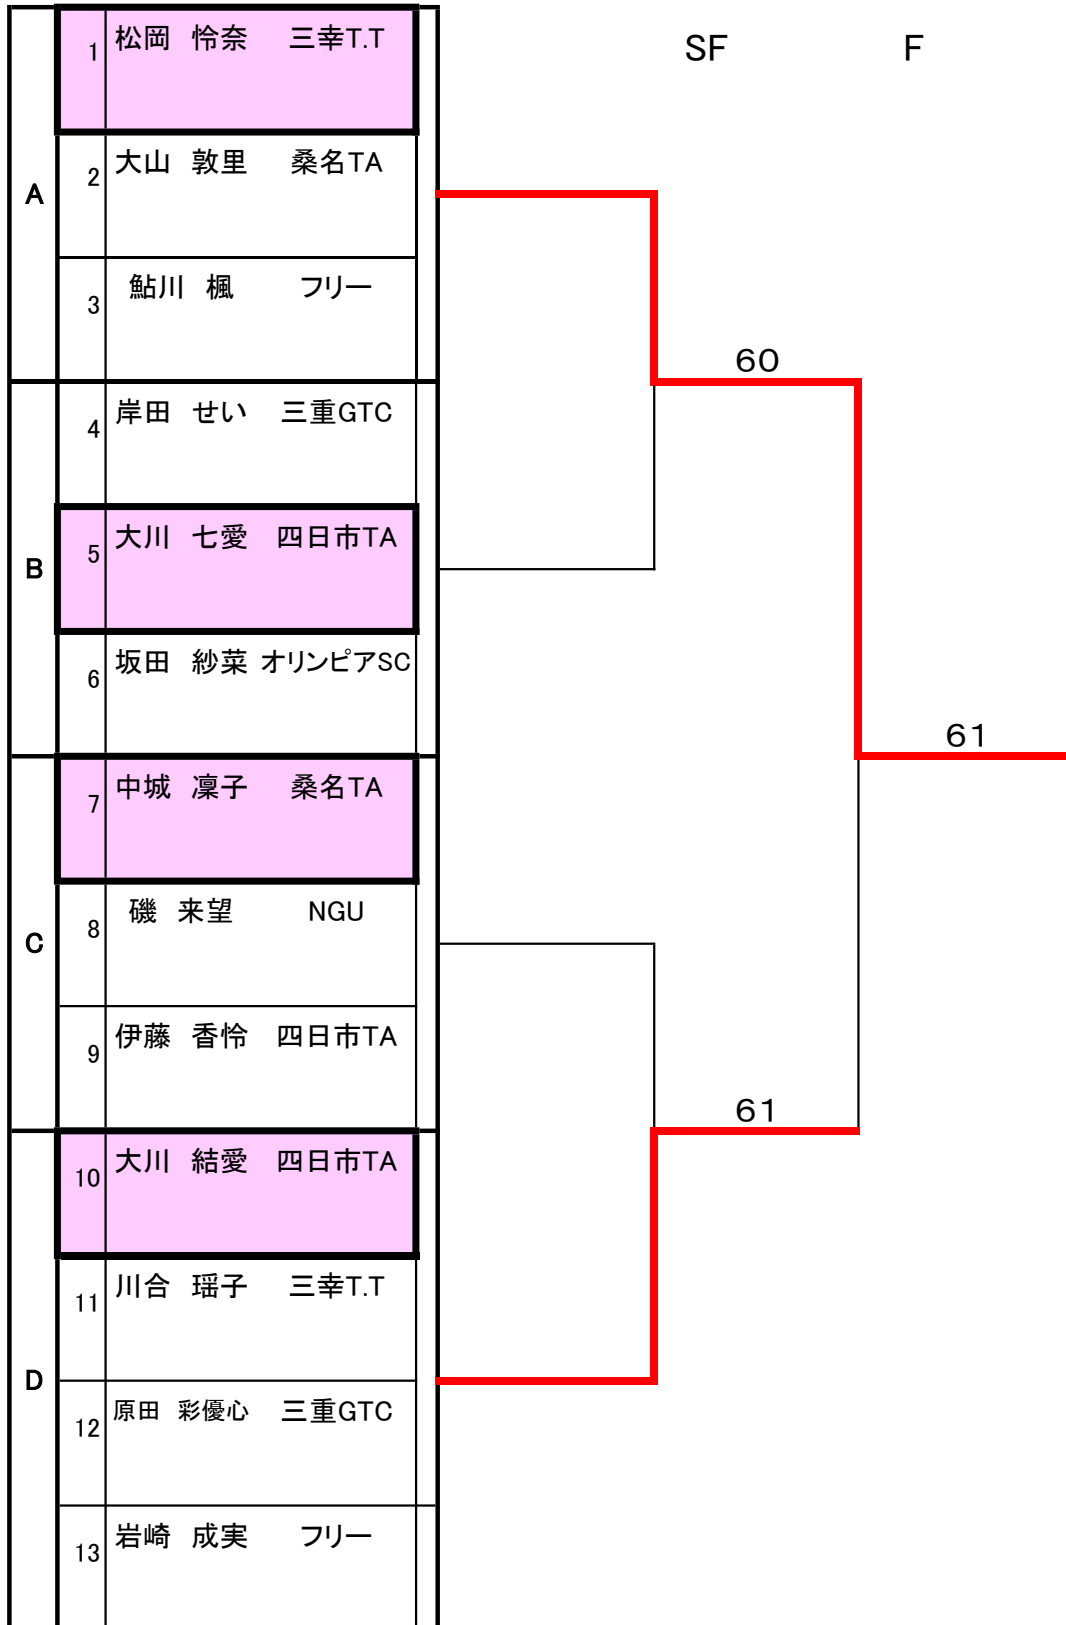 SF F
1 松岡 怜奈 三幸T.T
2 大山 敦里 桑名TA
A
3 鮎川 楓 フリー
60
4 岸田 せい 三重GTC
5 大川 七愛 四日市TA
B
6 坂田 紗菜 オリンピアSC
61
7 中城 凜子 桑名TA
8 磯 来望 NGU
C
9 伊藤 香怜 四日市TA
61
10 大川 結愛 四日市TA
11 川合 瑶子 三幸T.T
D
12 原田 彩優心 三重GTC
13 岩崎 成実 フリー